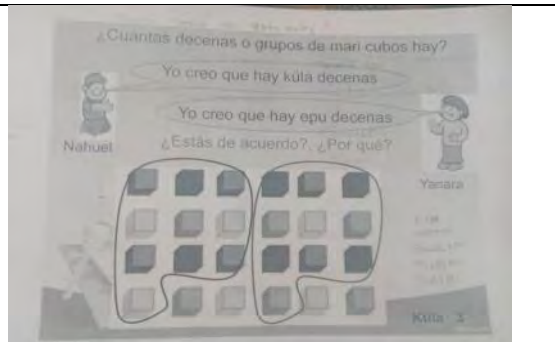 ¿Cuántas decenas o grupos de mari cubos hay?
Yo creo que hay küla decenas
Yo creo que hay epu decenas
Nahuel
¿Estás de acuerdo?, ¿Por qué?
Yanara
Küla - 3